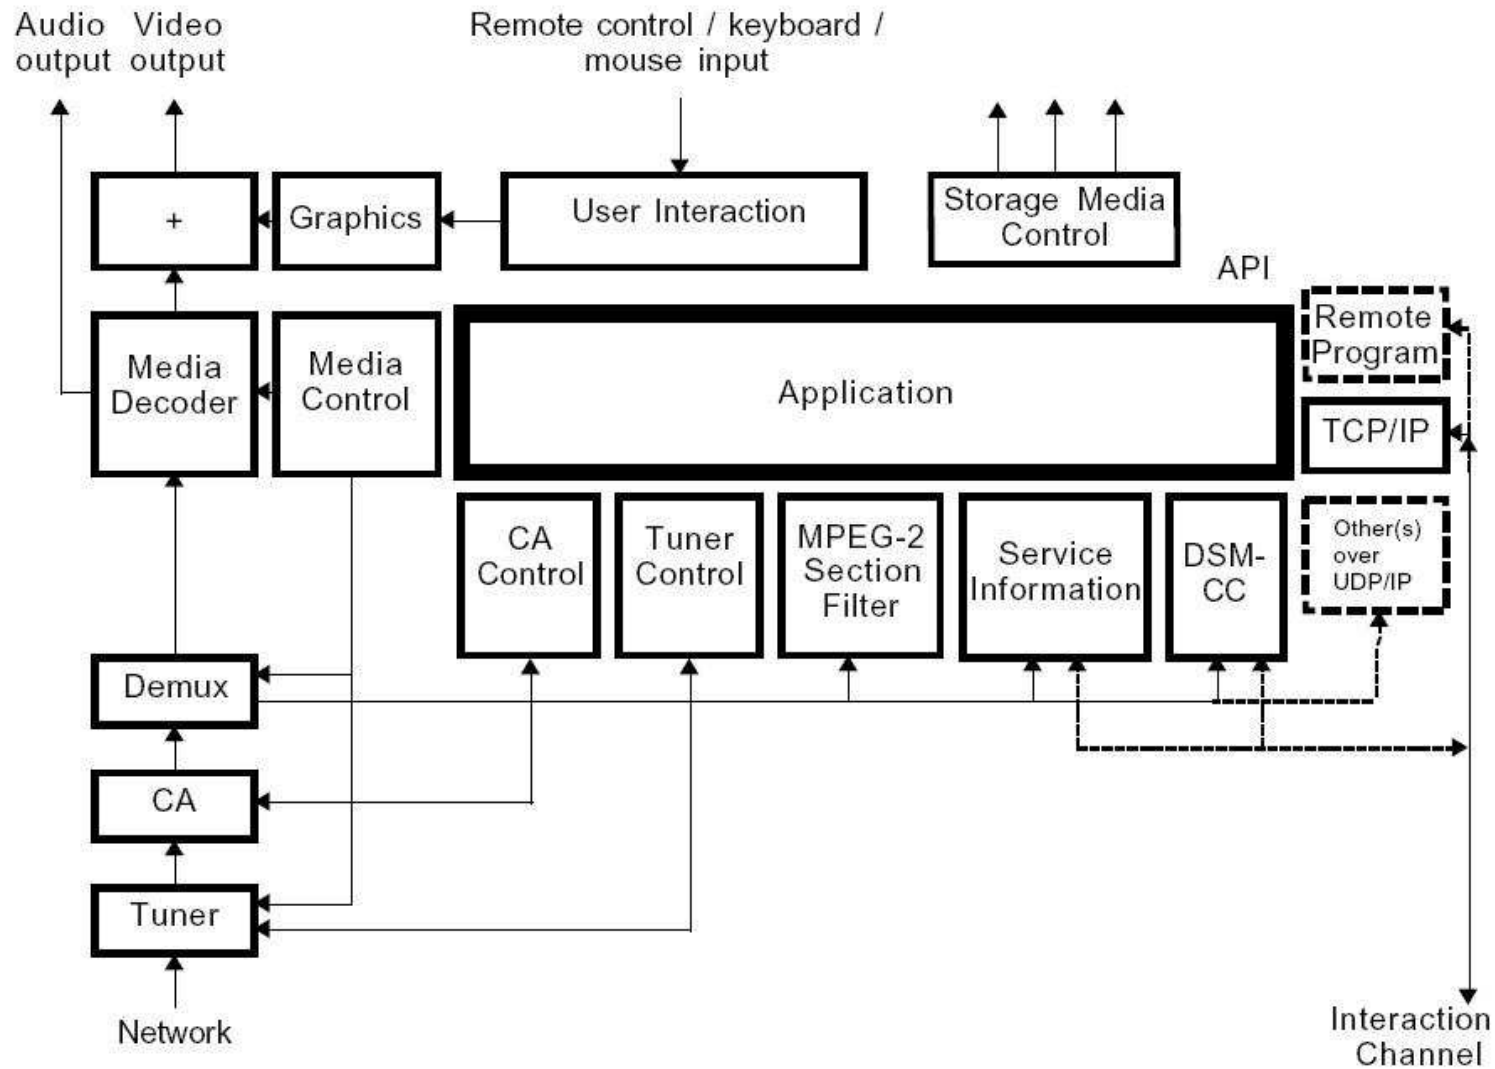 Audio Video
output output
Remote control / keyboard /
mouse input
+
Graphics
User Interaction
Storage Media
Control
API
Media
Decoder
Media
Control
Application
Remote
Program
TCP/IP
CA
Control
Tuner
Control
MPEG-2
Section
Filter
Service
Information
DSM-
CC
Other(s)
over
UDP/IP
Demux
CA
Tuner
Network
Interaction
Channel